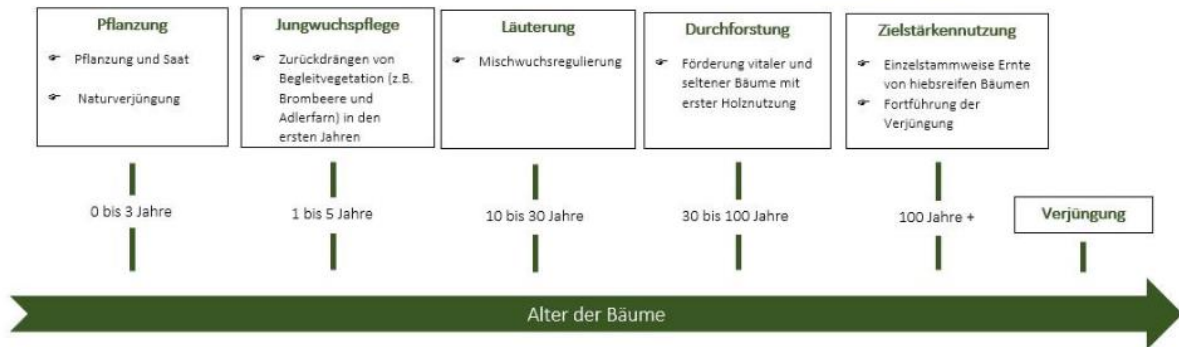 Pflanzung
Pflanzung und Saat
Naturverjüngung
Jungwuchspflege
Zurückdrängen von
Begleitvegetation (z.B.
Brombeere und
Adlerfarn) in den
ersten Jahren
Läuterung
Mischwuchsregulierung
Durchforstung
Förderung vitaler und
seltener Bäume mit
erster Holznutzung
Zielstärkennutzung
Einzelstammweise Ernte
von hiebsreifen Bäumen
Fortführung der
Verjüngung
0 bis 3 Jahre
1 bis 5 Jahre
10 bis 30 Jahre
30 bis 100 Jahre
100 Jahre +
Verjüngung
Alter der Bäume